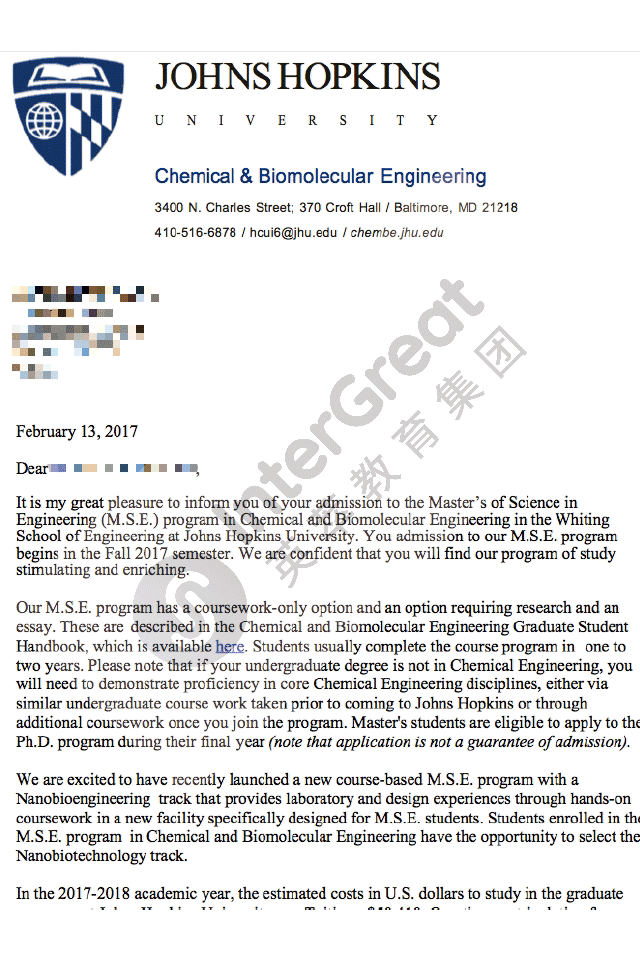 JOHNS HOPKINS
U N I V E R S I T Y
Chemical & Biomolecular Engineering
3400 N. Charles Street; 370 Croft Hall / Baltimore, MD 21218
410-516-6878 / hcui6@jhu.edu / chembe.jhu.edu
February 13, 2017
Dear ,
It is my great pleasure to inform you of your admission to the Master's of Science in
Engineering (M.S.E.) program in Chemical and Biomolecular Engineering in the Whiting
School of Engineering at Johns Hopkins University. You admission to our M.S.E. program
begins in the Fall 2017 semester. We are confident that you will find our program of study
stimulating and enriching.
Our M.S.E. program has a coursework-only option and an option requiring research and an
essay. These are described in the Chemical and Biomolecular Engineering Graduate Student
Handbook, which is available here. Students usually complete the course program in one to
two years. Please note that if your undergraduate degree is not in Chemical Engineering, you
will need to demonstrate proficiency in core Chemical Engineering disciplines, either via
similar undergraduate course work taken prior to coming to Johns Hopkins or through
additional coursework once you join the program. Master's students are eligible to apply to the
Ph.D. program during their final year (note that application is not a guarantee of admission).
We are excited to have recently launched a new course-based M.S.E. program with a
Nanobioengineering track that provides laboratory and design experiences through hands-on
coursework in a new facility specifically designed for M.S.E. students. Students enrolled in the
M.S.E. program in Chemical and Biomolecular Engineering have the opportunity to select the
Nanobiotechnology track.
In the 2017-2018 academic year, the estimated costs in U.S. dollars to study in the graduate
InterGreat
英择教育集团